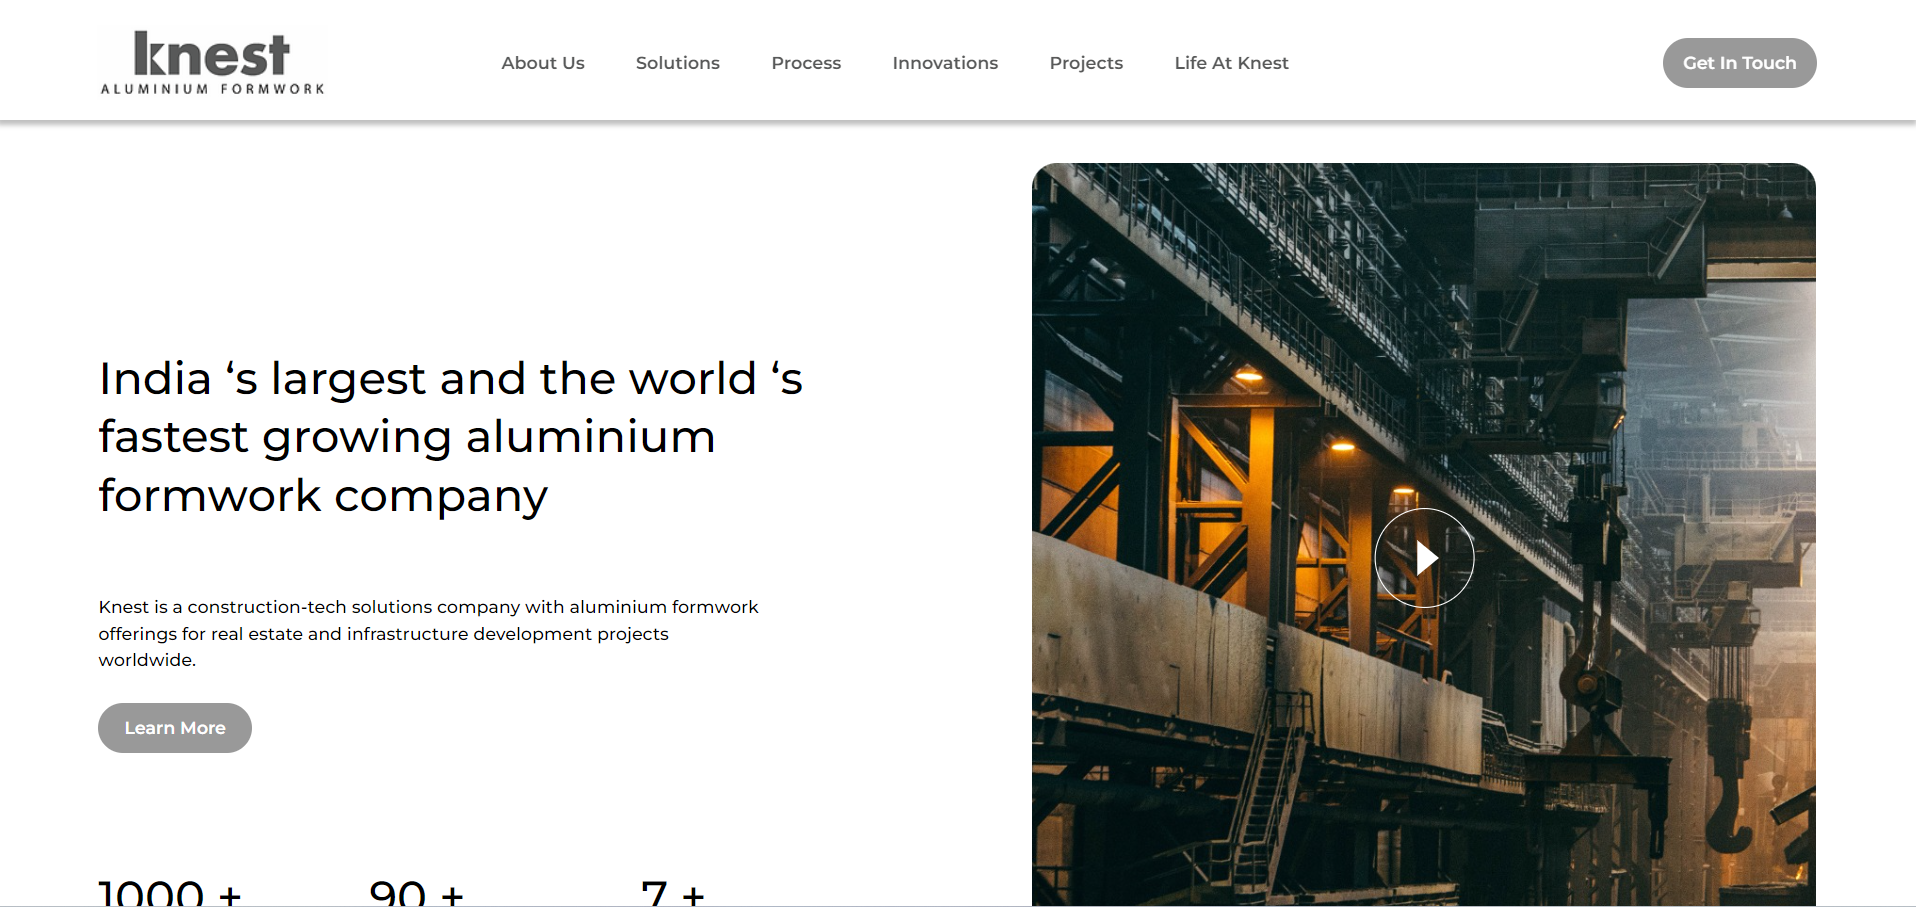 knest
ALUMINIUM FORMWORK
About Us
Solutions
Process
Innovations
Projects
Life At Knest
Get In Touch
India ‘s largest and the world ‘s
fastest growing aluminium
formwork company
Knest is a construction-tech solutions company with aluminium formwork
offerings for real estate and infrastructure development projects
worldwide.
Learn More
1000 +
90 +
7 +